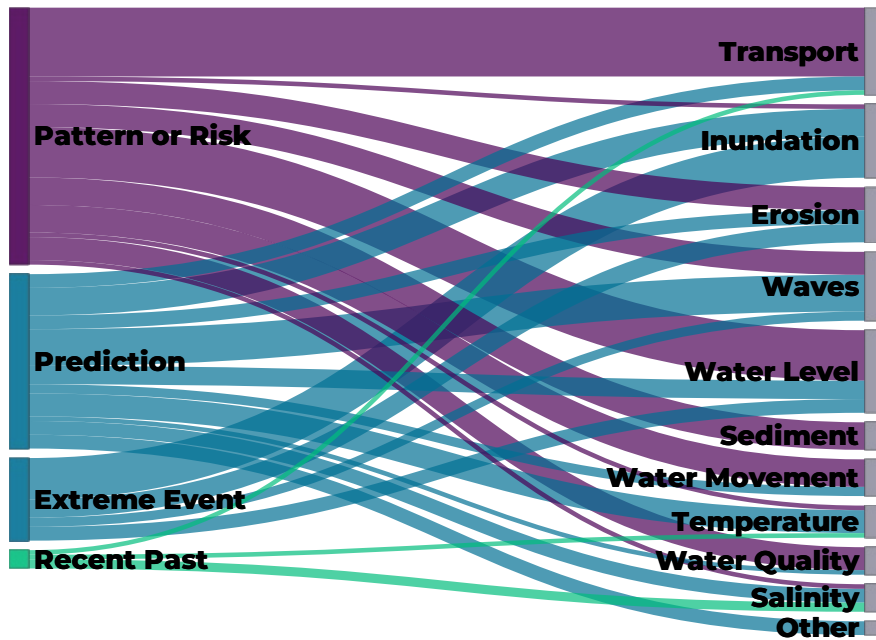 Transport
Pattern or Risk
Inundation
Erosion
Waves
Prediction
Water Level
Sediment
Water Movement
Extreme Event
Temperature
Recent Past
Water Quality
Salinity
Other